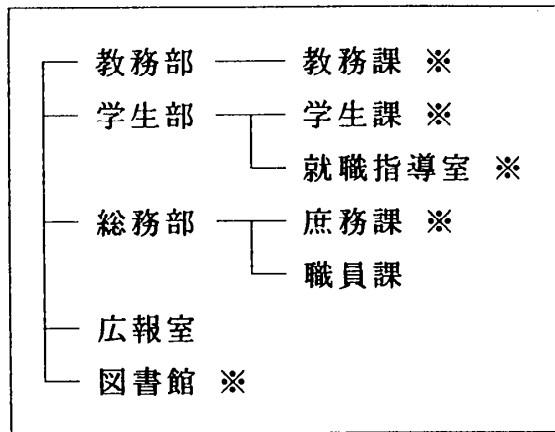 教務部 教務課 ※
学生部 学生課 ※
就職指導室 ※
総務部 庶務課 ※
職員課
広報室
図書館 ※